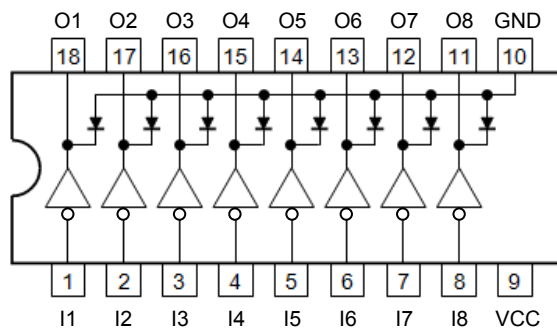 O1 O2 O3 O4 O5 O6 O7 O8 GND
18 17 16 15 14 13 12 11 10
1 2 3 4 5 6 7 8 9
I1 I2 I3 I4 I5 I6 I7 I8 VCC